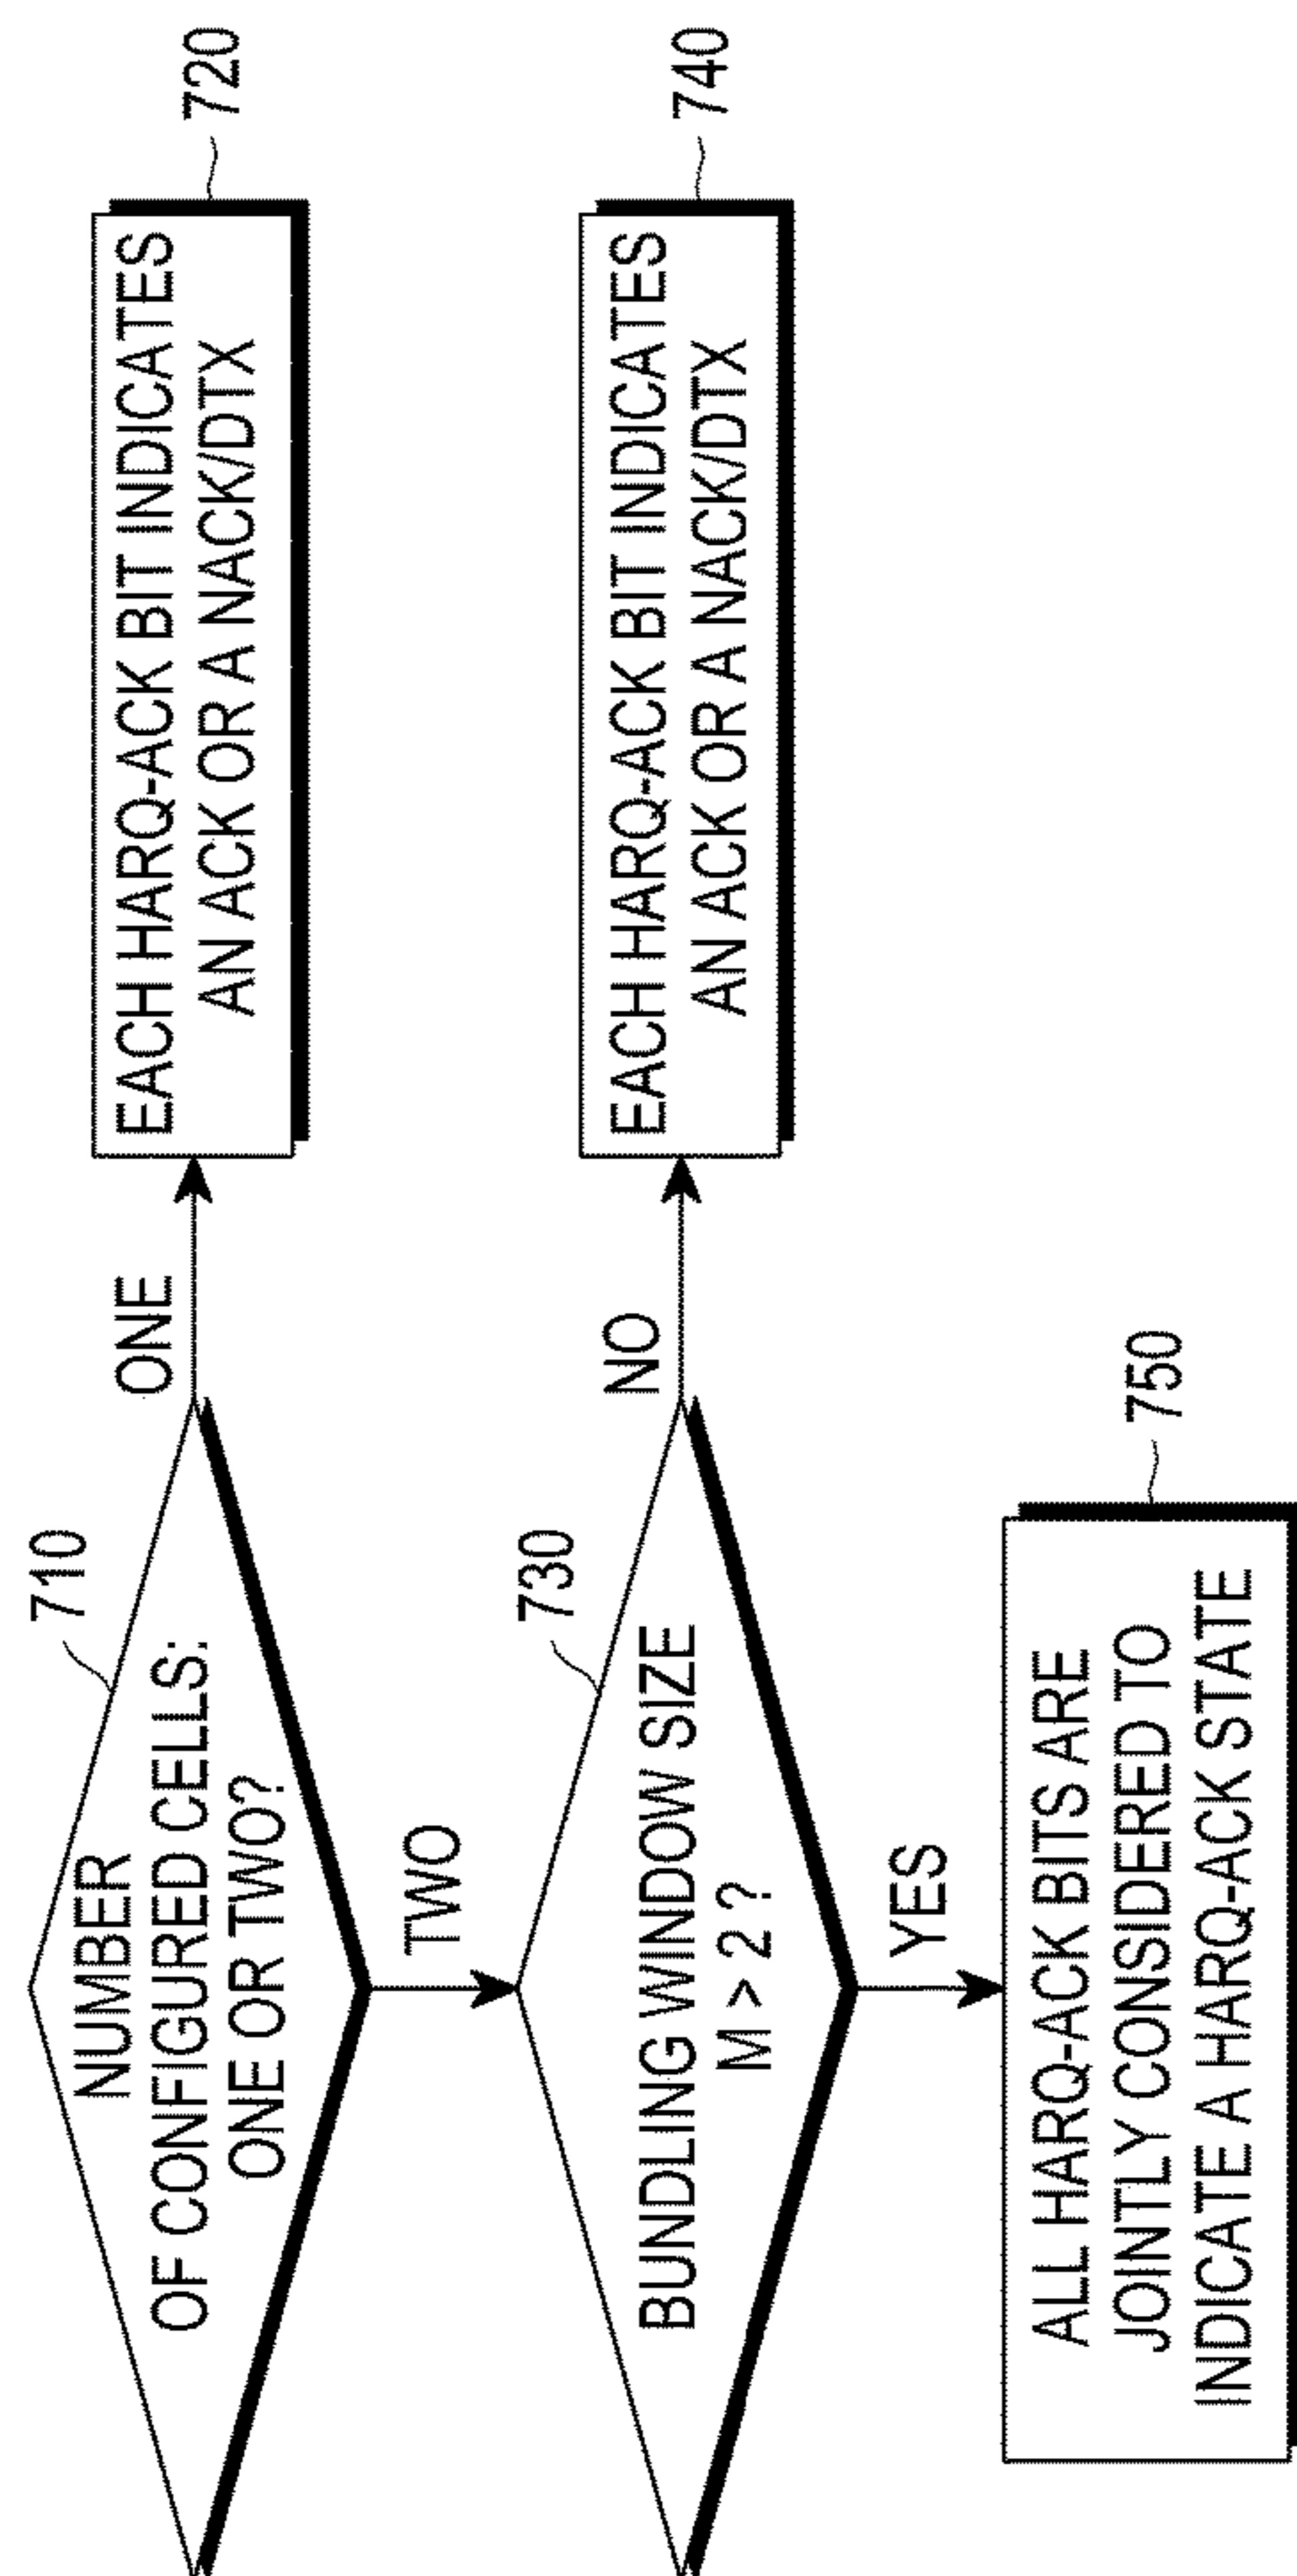 710
NUMBER
OF CONFIGURED CELLS:
ONE OR TWO?
ONE
720
EACH HARQ-ACK BIT INDICATES
AN ACK OR A NACK/DTX
TWO
730
BUNDLING WINDOW SIZE
M > 2 ?
NO
740
EACH HARQ-ACK BIT INDICATES
AN ACK OR A NACK/DTX
YES
750
ALL HARQ-ACK BITS ARE
JOINTLY CONSIDERED TO
INDICATE A HARQ-ACK STATE